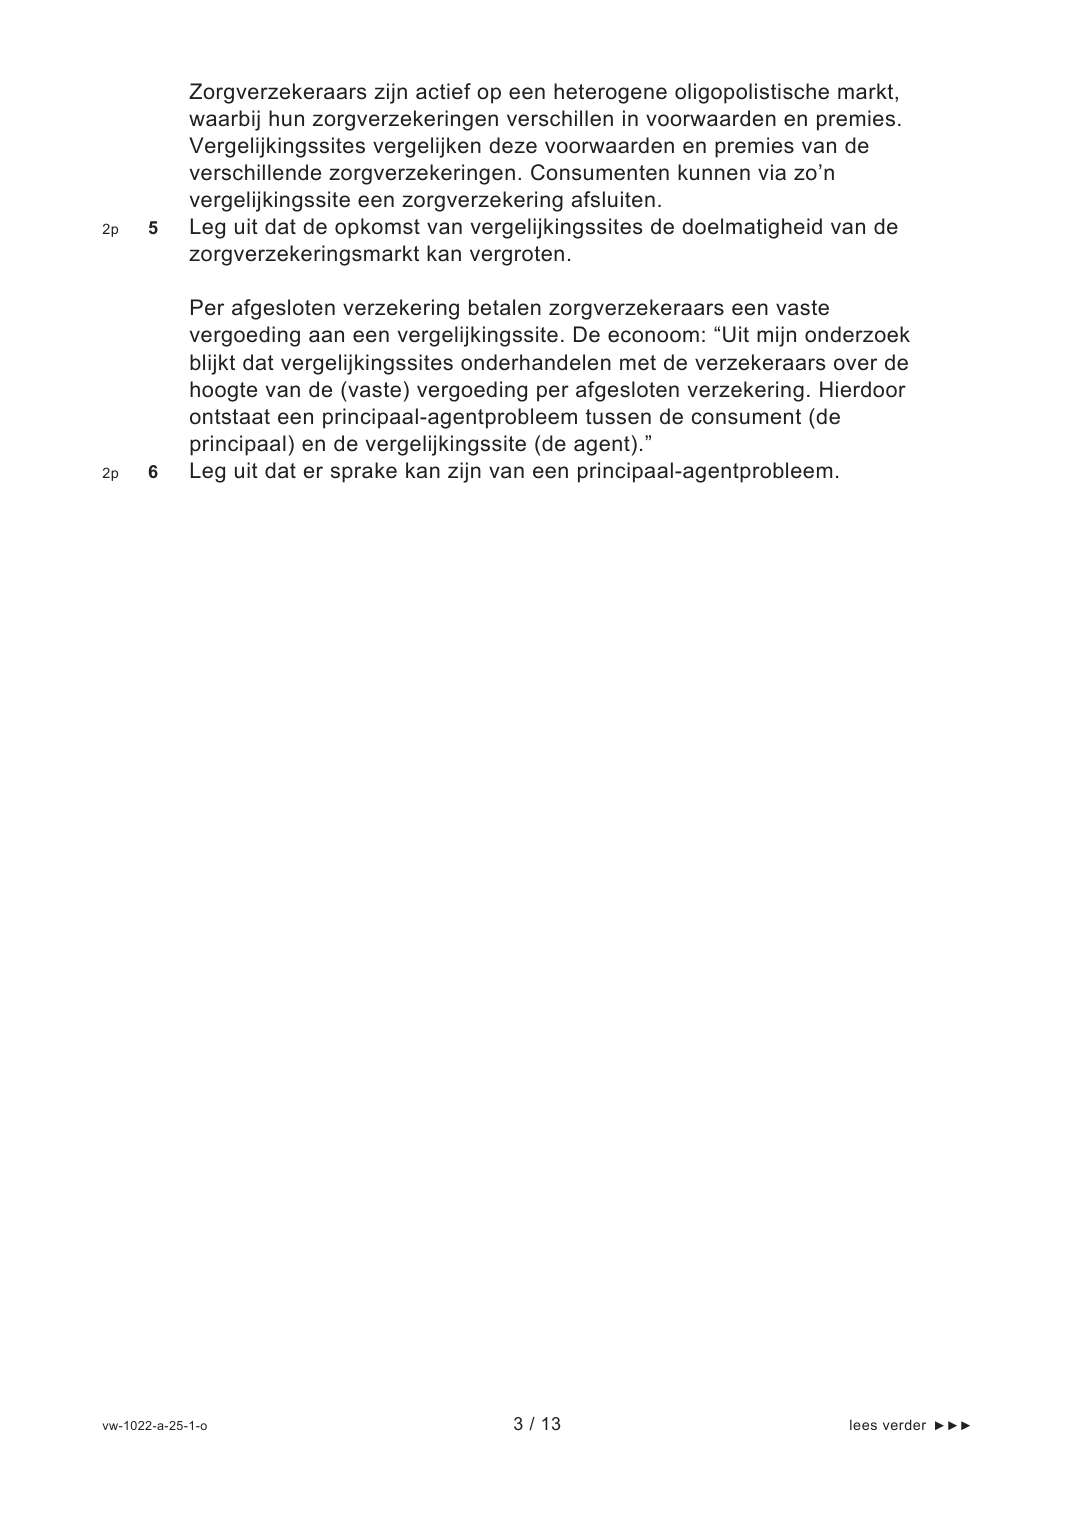 Zorgverzekeraars zijn actief op een heterogene oligopolistische markt,
waarbij hun zorgverzekeringen verschillen in voorwaarden en premies.
Vergelijkingssites vergelijken deze voorwaarden en premies van de
verschillende zorgverzekeringen. Consumenten kunnen via zo’n
vergelijkingssite een zorgverzekering afsluiten.
2p 5 Leg uit dat de opkomst van vergelijkingssites de doelmatigheid van de
zorgverzekeringsmarkt kan vergroten.
Per afgesloten verzekering betalen zorgverzekeraars een vaste
vergoeding aan een vergelijkingssite. De econoom: “Uit mijn onderzoek
blijkt dat vergelijkingssites onderhandelen met de verzekeraars over de
hoogte van de (vaste) vergoeding per afgesloten verzekering. Hierdoor
ontstaat een principaal-agentprobleem tussen de consument (de
principaal) en de vergelijkingssite (de agent).”
2p 6 Leg uit dat er sprake kan zijn van een principaal-agentprobleem.
vw-1022-a-25-1-o 3 / 13 lees verder ►►►